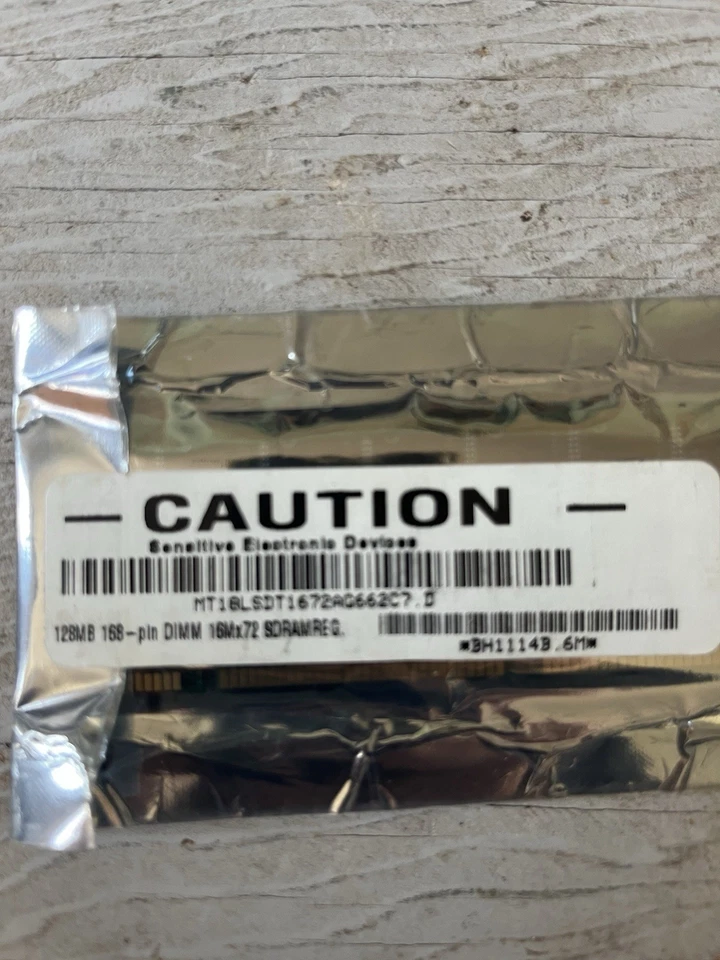 — CAUTION —
Sensitive Electronic Devices
MT18LSDT1672AG662C7.D
128MB 168-pin DIMM 16Mx72 SDRAMREG.
*BH1114B.6M*